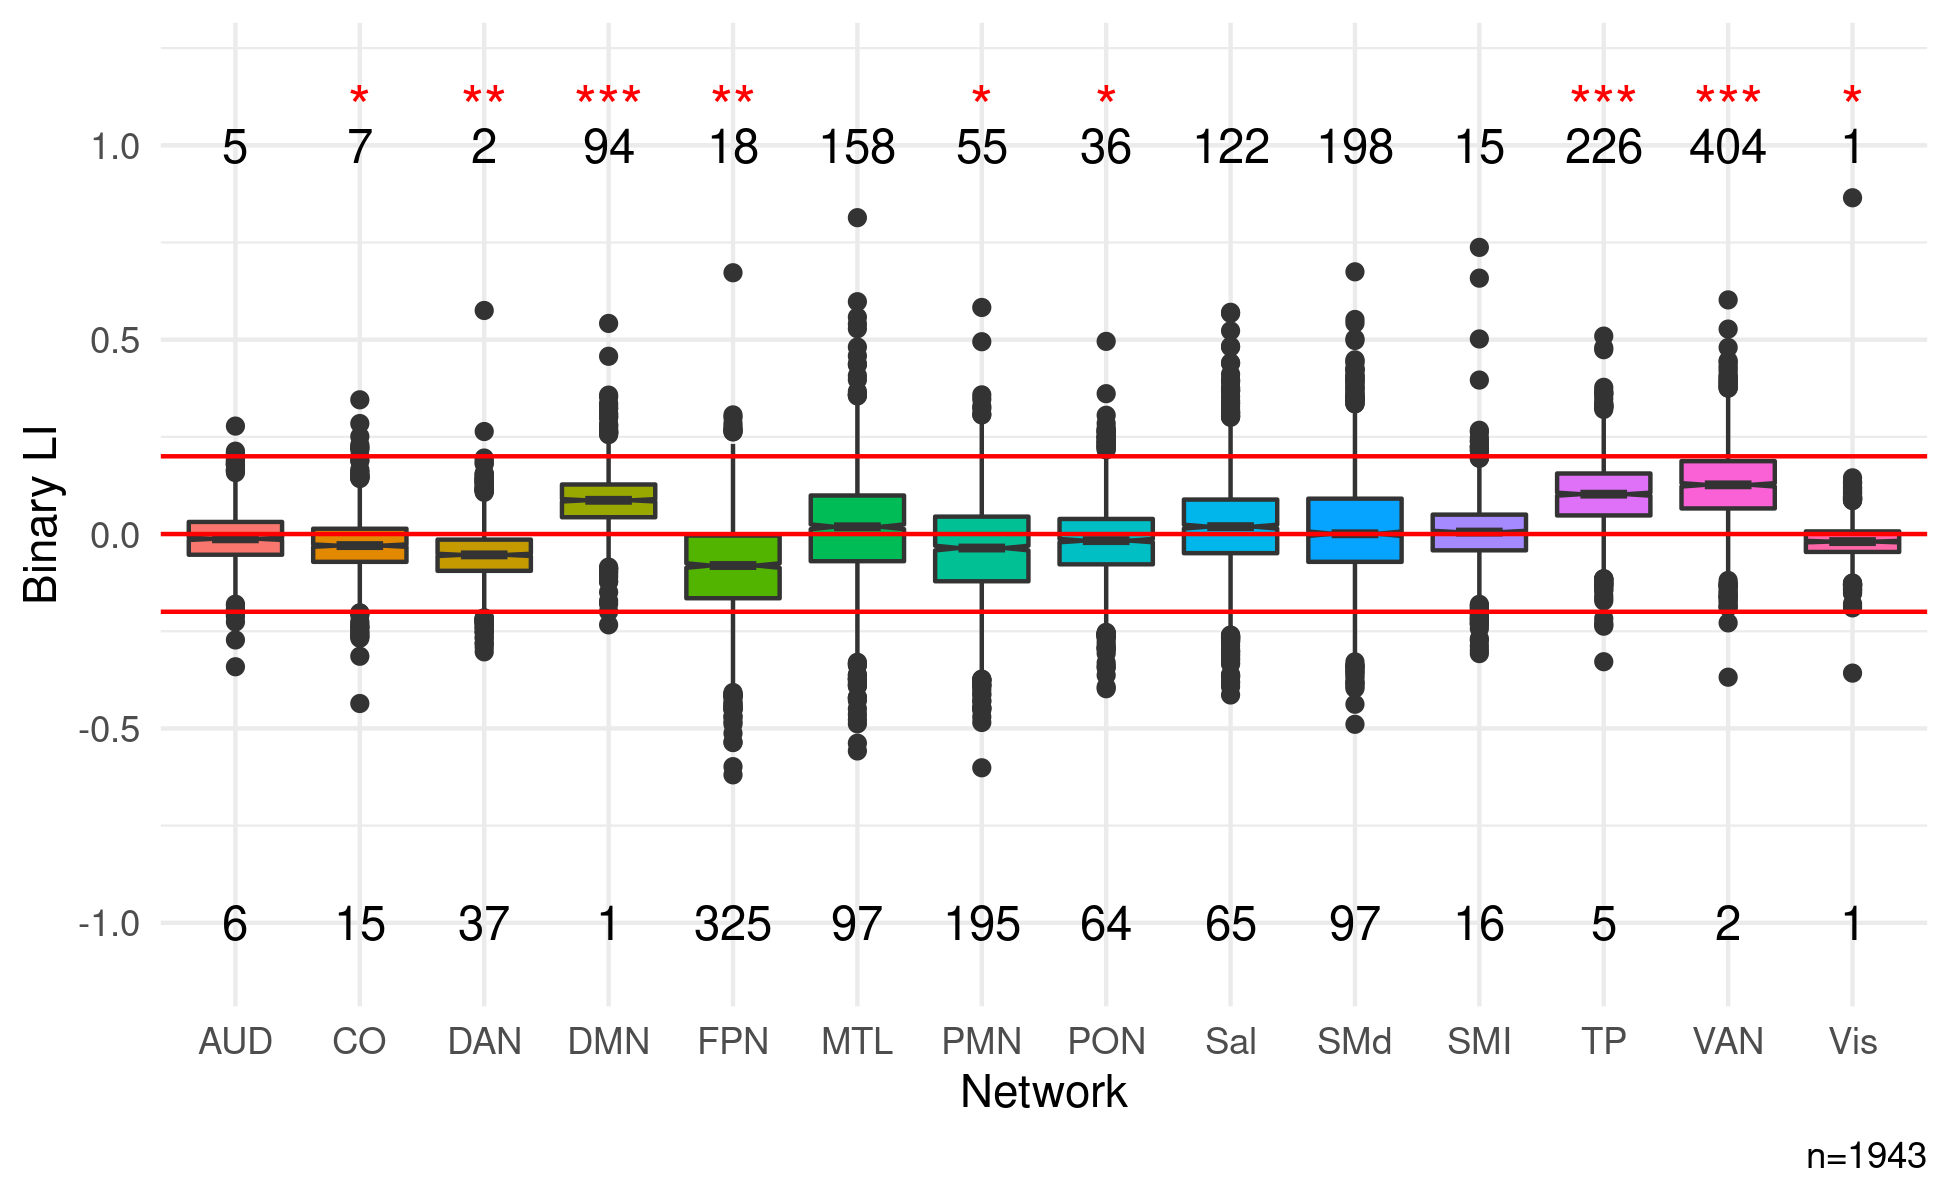 * ** *** ** * * *** *** *
1.0 5 7 2 94 18 158 55 36 122 198 15 226 404 1
0.5
0.0
-0.5
-1.0 6 15 37 1 325 97 195 64 65 97 16 5 2 1
Binary LI
AUD CO DAN DMN FPN MTL PMN PON Sal SMd SMl TP VAN Vis
Network
n=1943